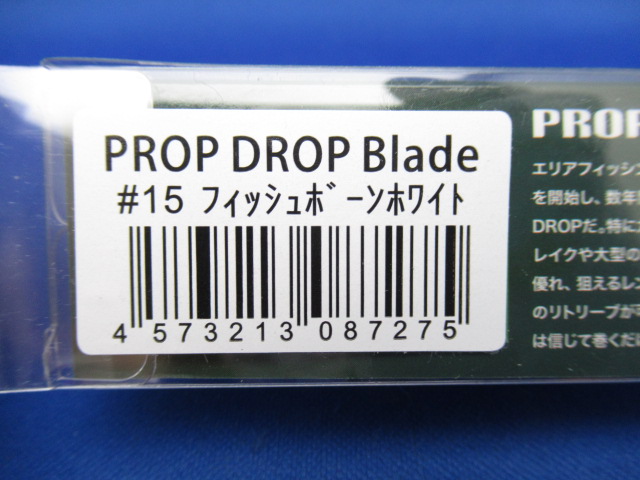 PROP DROP Blade
#15 フィッシュボーンホワイト
4 573213 087275
PROP
エリアフィッシ
を開始し、数年
DROPだ。特に
レイクや大型の
優れ、狙えるレン
のリトリーブが
は信じて巻くだけ